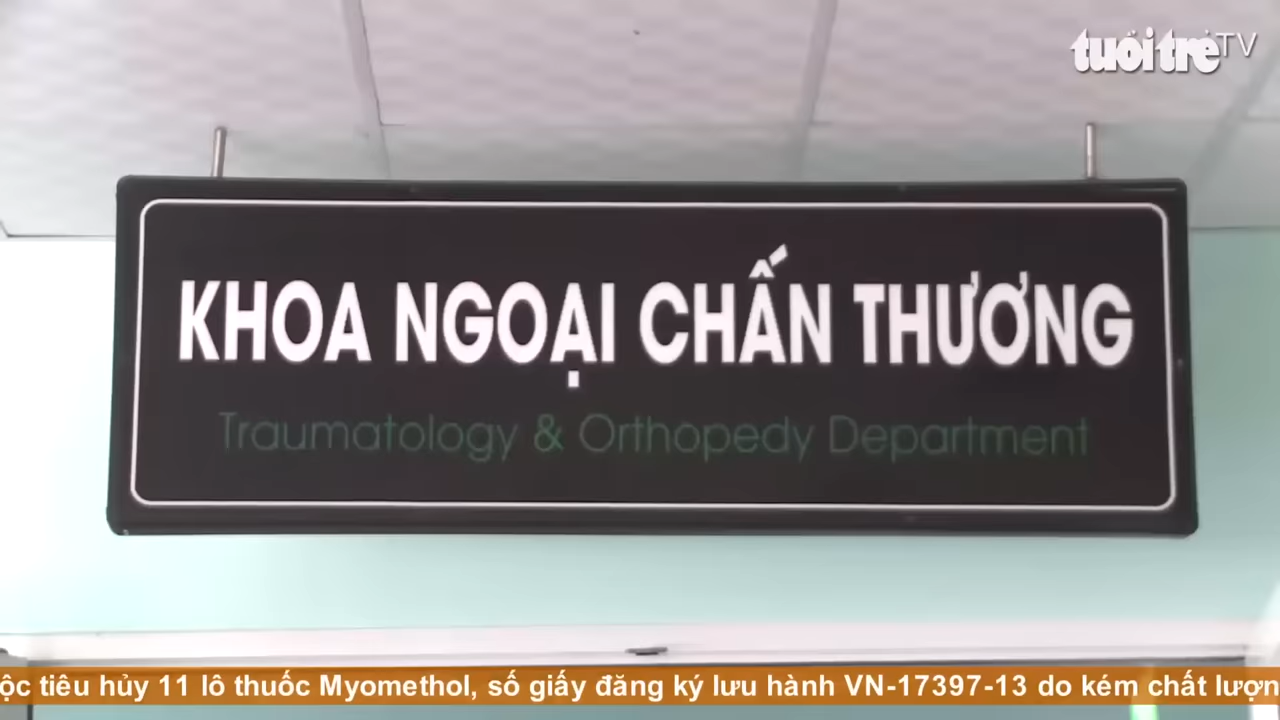 tuổi trẻ TV
KHOA NGOẠI CHẤN THƯƠNG
Traumatology & Orthopedy Department
tiêu hủy 11 lô thuốc Myomethol, số giấy đăng ký lưu hành VN-17397-13 do kém chất